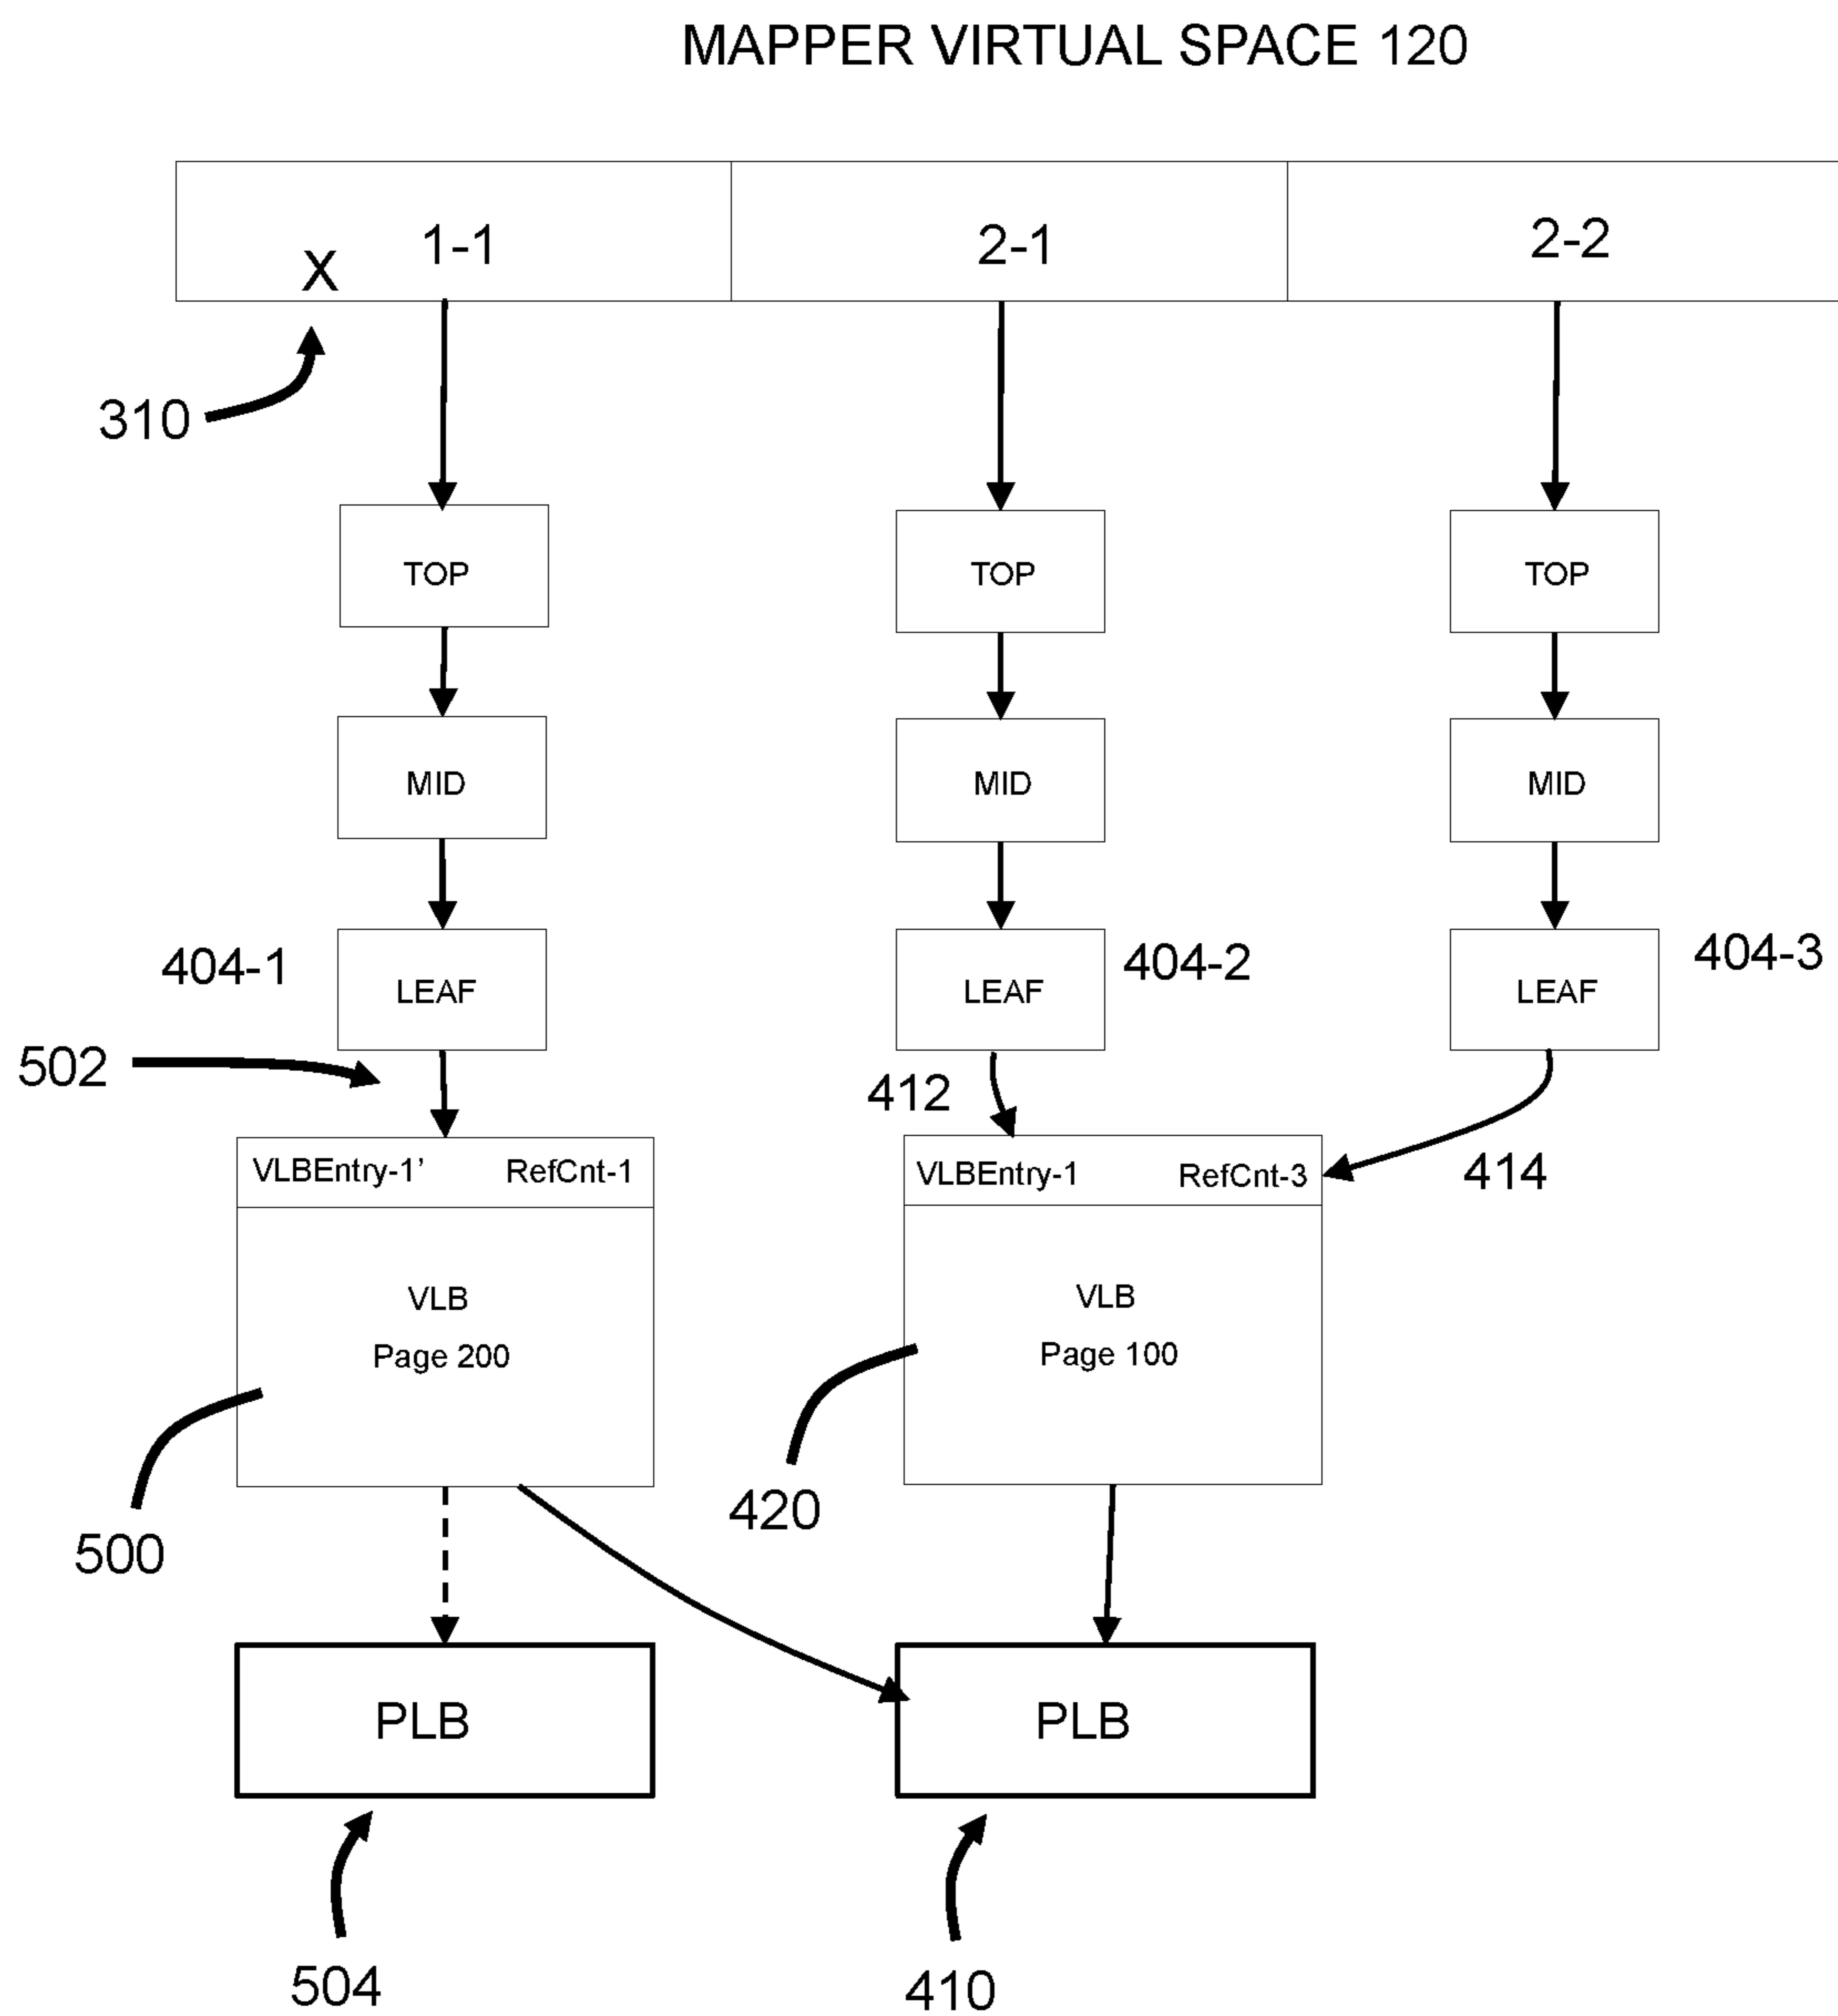 MAPPER VIRTUAL SPACE 120
1-1 2-1 2-2
X
310
TOP TOP TOP
MID MID MID
404-1 404-2 404-3
LEAF LEAF LEAF
502
412
VLBEntry-1’ RefCnt-1 VLBEntry-1 RefCnt-3
414
VLB VLB
Page 200 Page 100
420
500
PLB PLB
504 410